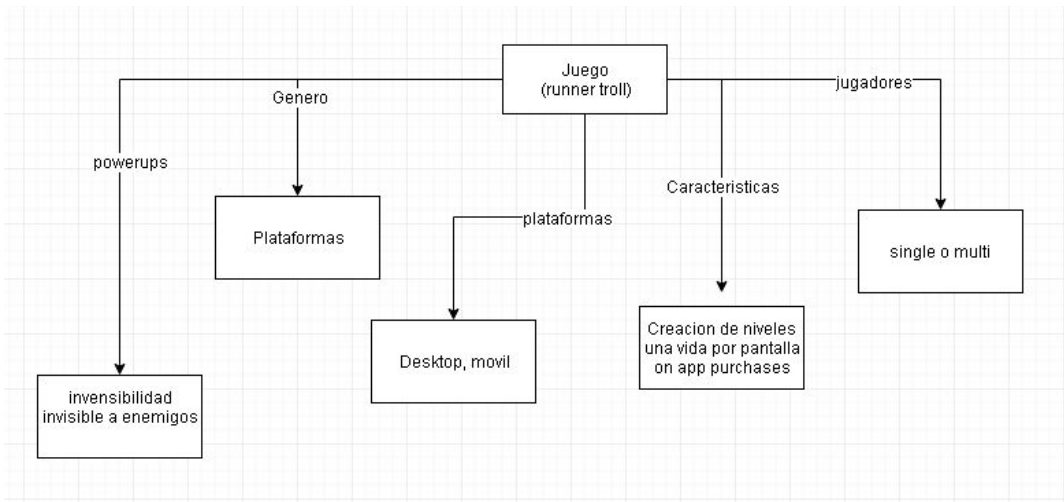 Juego
(runner troll)
Genero
jugadores
powerups
Caracteristicas
plataformas
Plataformas
single o multi
Desktop, movil
Creacion de niveles
una vida por pantalla
on app purchases
invensibilidad
invisible a enemigos